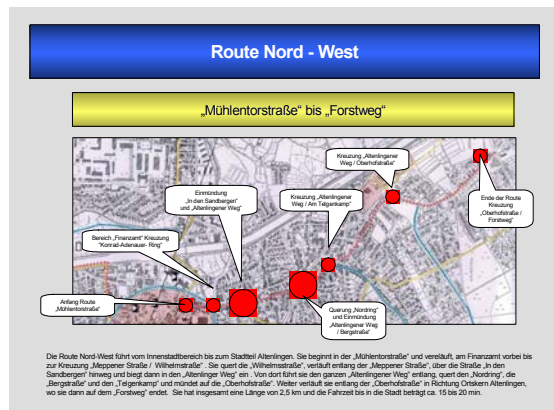 Route Nord - West
„Mühlentorstraße“ bis „Forstweg“
Kreuzung „Altenlingener
Weg / Oberhofstraße“
Einmündung
„In den Sandbergen“
und „Altenlingener Weg“
Kreuzung „Altenlingener
Weg / Am Telgenkamp“
Ende der Route
Kreuzung
„Oberhofstraße /
Forstweg“
Bereich „Finanzamt“ Kreuzung
"Konrad-Adenauer- Ring“
Anfang Route
„Mühlentorstraße“
Querung „Nordring“
und Einmündung
„Altenlingener Weg
/ Bergstraße“
Die Route Nord-West führt vom Innenstadtbereich bis zum Stadtteil Altenlingen. Sie beginnt in der „Mühlentorstraße“ und vereläuft, am Finanzamt vorbei bis
zur Kreuzung „Meppener Straße / Wilhelmstraße“ . Sie quert die „Wilhelmsstraße“, verläuft entlang der „Meppener Straße“, über die Straße „In den
Sandbergen“ hinweg und biegt dann in den „Altenlinger Weg“ ein . Von dort führt sie den ganzen „Altenlingener Weg“ entlang, quert den „Nordring“, die
„Bergstraße“ und den „Telgenkamp“ und mündet auf die „Oberhofstraße“. Weiter verläuft sie entlang der „Oberhofstraße“ in Richtung Ortskern Altenlingen,
wo sie dann auf dem „Forstweg“ endet. Sie hat insgesamt eine Länge von 2,5 km und die Fahrzeit bis in die Stadt beträgt ca. 15 bis 20 min.